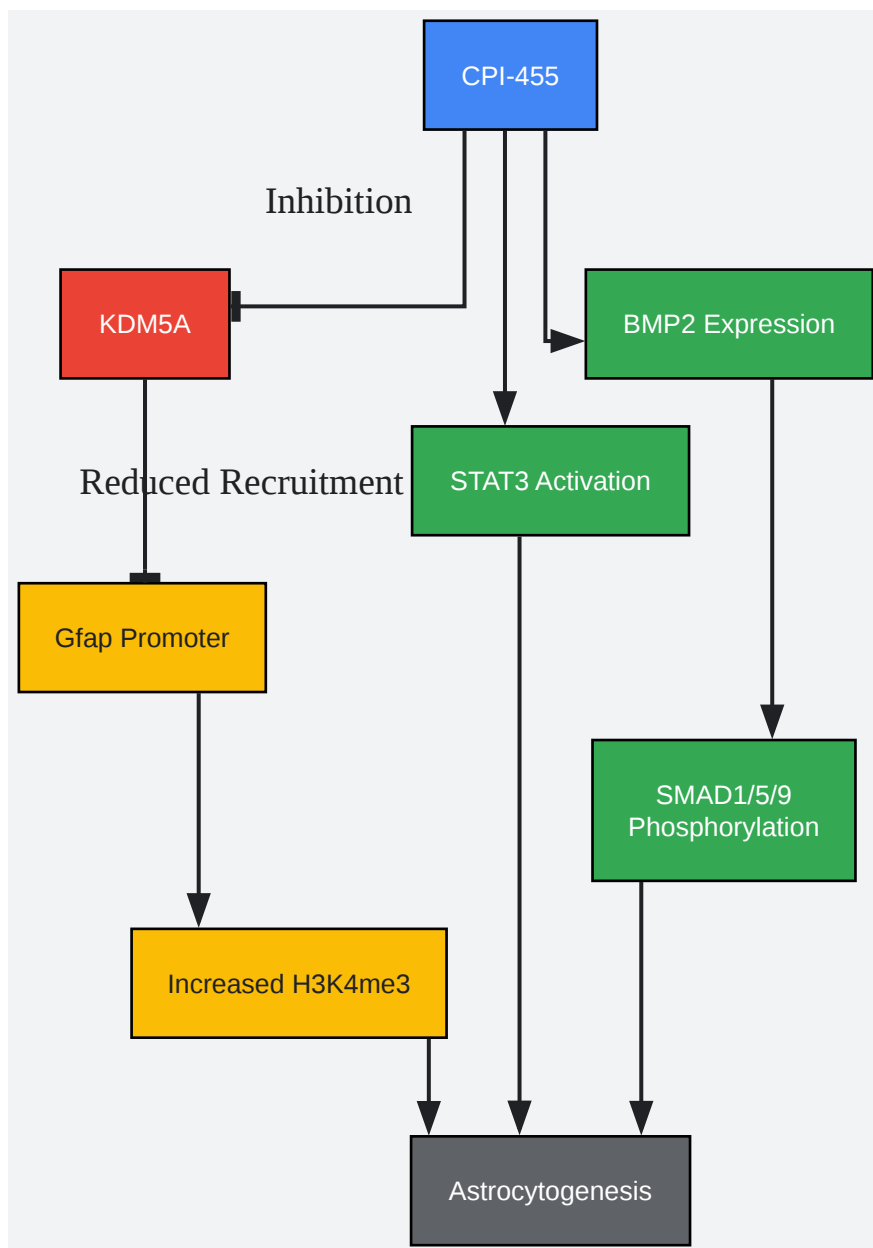 CPI-455
Inhibition
KDM5A
BMP2 Expression
Reduced Recruitment
STAT3 Activation
Gfap Promoter
SMAD1/5/9
Phosphorylation
Increased H3K4me3
Astrocytogenesis